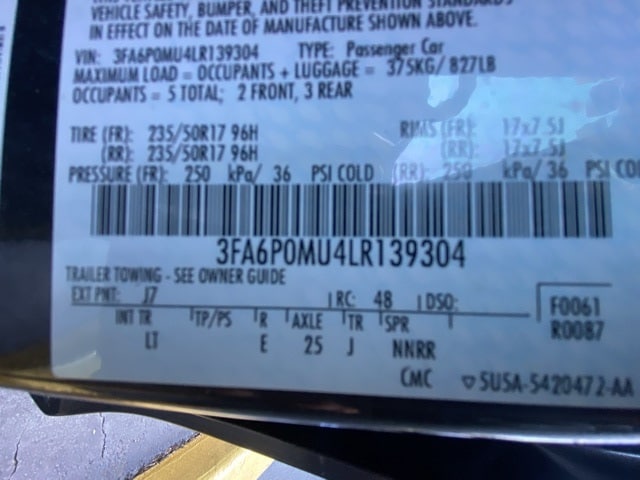 VEHICLE SAFETY, BUMPER, AND THEFT PREVENTION STANDARDS
IN EFFECT ON THE DATE OF MANUFACTURE SHOWN ABOVE.
VIN: 3FA6P0MU4LR139304 TYPE: Passenger Car
MAXIMUM LOAD = OCCUPANTS + LUGGAGE = 375KG/ 827LB
OCCUPANTS = 5 TOTAL; 2 FRONT, 3 REAR
TIRE (FR): 235/50R17 96H RIMS (FR): 17x7.5J
(RR): 235/50R17 96H (RR): 17x7.5J
PRESSURE (FR): 250 kPa/ 36 PSI COLD (RR): 250 kPa/ 36 PSI COL
3FA6P0MU4LR139304
TRAILER TOWING - SEE OWNER GUIDE
EXT PNT: J7 RC: 48 DSO: F0061
INT TR TP/PS R AXLE TR SPR R0087
LT E 25 J NNRR
CMC 5U5A-5420472-AA